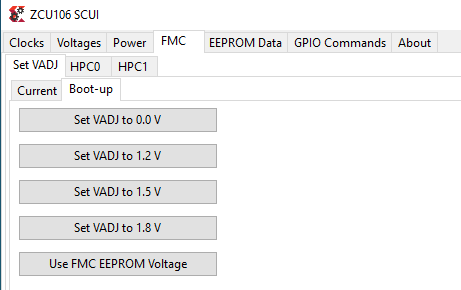 ZCU106 SCUI
Clocks Voltages Power FMC EEPROM Data GPIO Commands About
Set VADJ HPC0 HPC1
Current Boot-up
Set VADJ to 0.0 V
Set VADJ to 1.2 V
Set VADJ to 1.5 V
Set VADJ to 1.8 V
Use FMC EEPROM Voltage